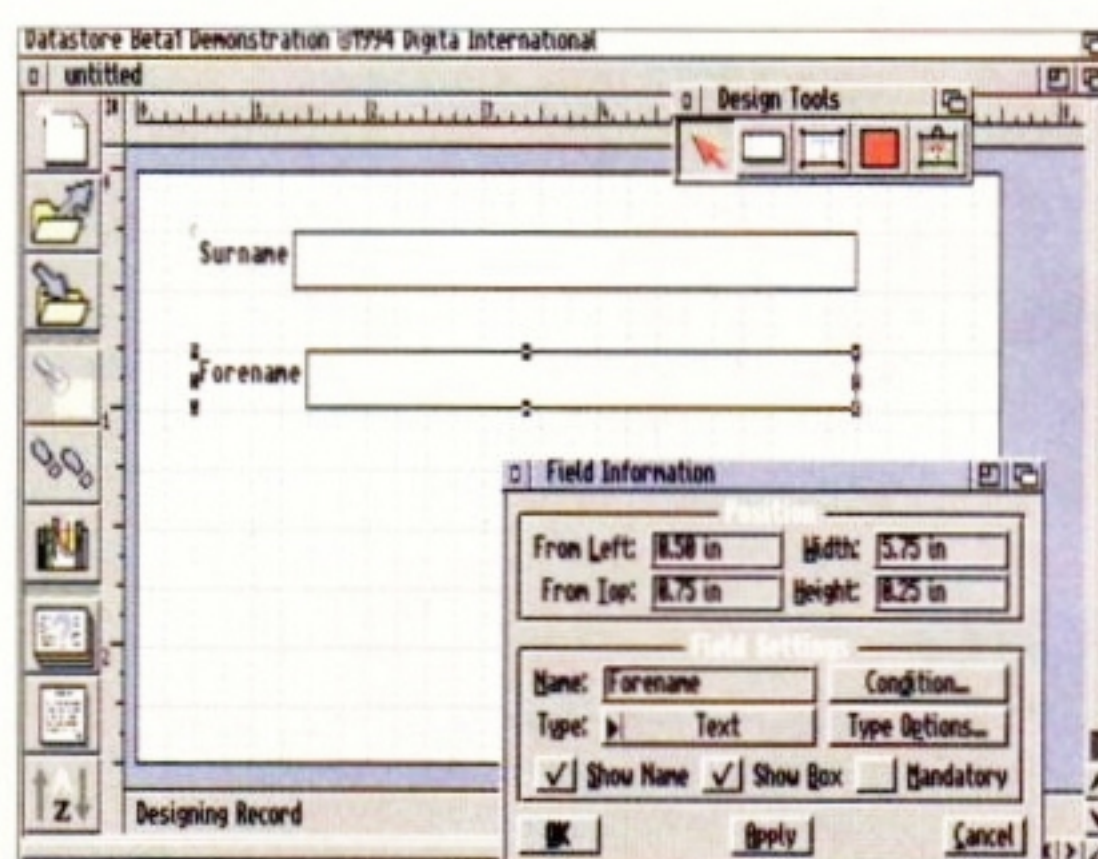 Datastore Beta1 Demonstration ©1994 Digita International
untitled
Design Tools
Surname
Forename
Field Information
Position
From Left: 0.50 in Width: 5.75 in
From Top: 0.75 in Height: 0.25 in
Field Settings
Name: Forename Condition...
Type: Text Type Options...
Show Name Show Box Mandatory
Designing Record
OK Apply Cancel